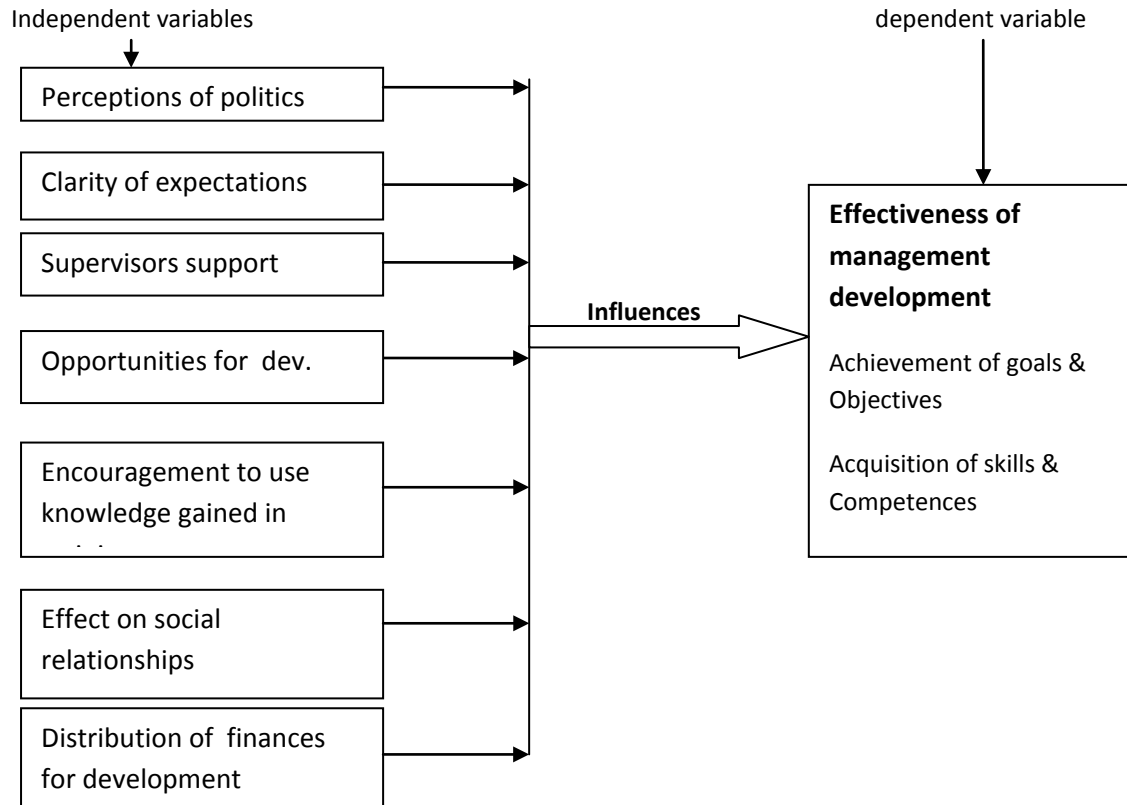 Independent variables
dependent variable
Perceptions of politics
Clarity of expectations
Supervisors support
Opportunities for dev.
Encouragement to use
knowledge gained in
Effect on social
relationships
Distribution of finances
for development
Influences
Effectiveness of
management
development
Achievement of goals &
Objectives
Acquisition of skills &
Competences